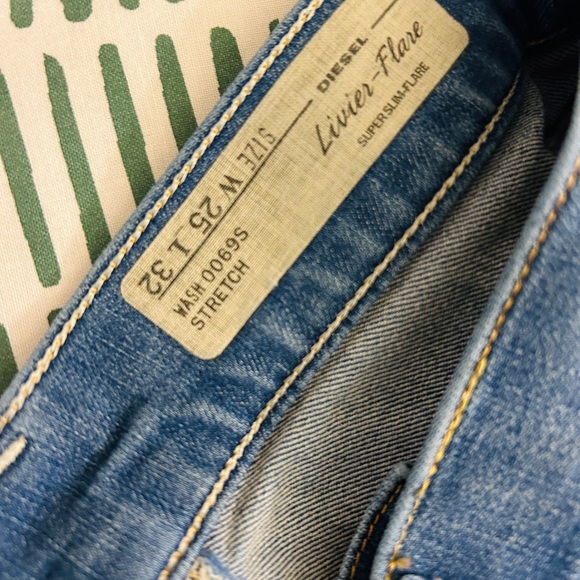 DIESEL
Livier-Flare
SUPER SLIM-FLARE
SIZE W 25 L 32
WASH 0069S
STRETCH